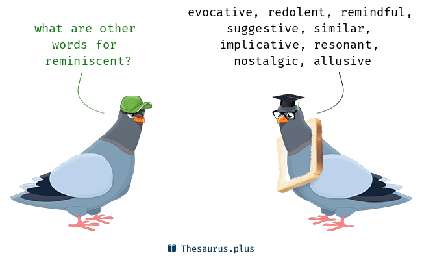 what are other
words for
reminiscent?
evocative, redolent, remindful,
suggestive, similar,
implicative, resonant,
nostalgic, allusive
Thesaurus.plus